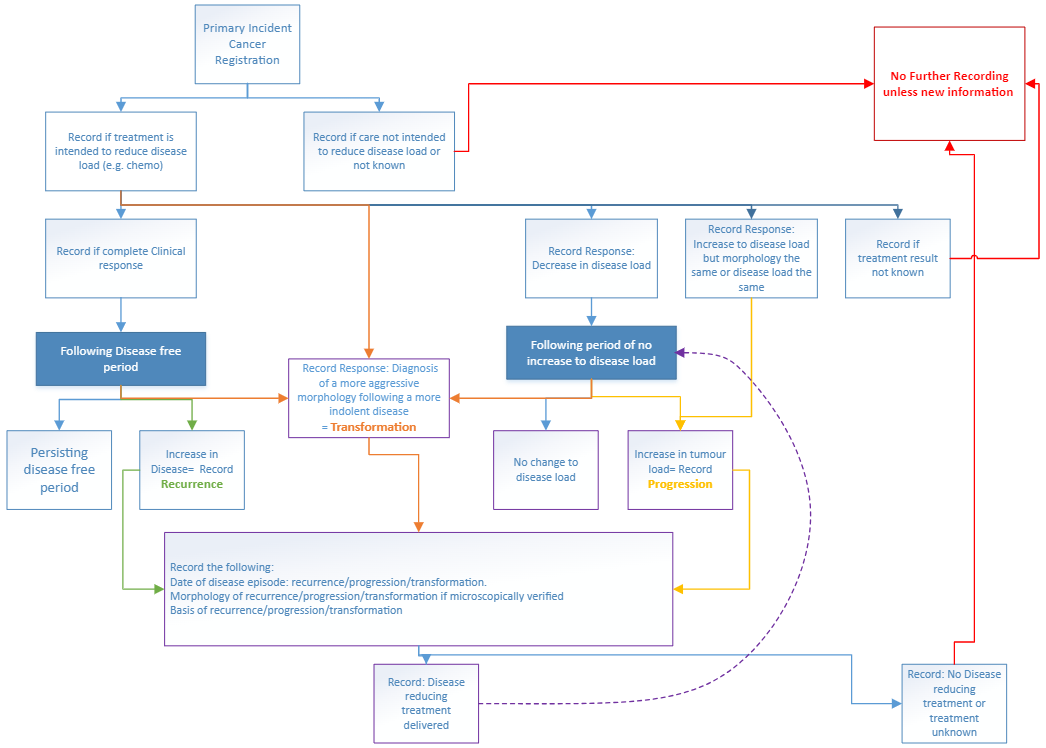 Primary Incident
Cancer
Registration
No Further Recording
unless new information
Record if treatment is
intended to reduce disease
load (e.g. chemo)
Record if care not intended
to reduce disease load or
not known
Record if complete Clinical
response
Record Response:
Decrease in disease load
Record Response:
Increase to disease load
but morphology the
same or disease load the
same
Record if
treatment result
not known
Following Disease free
period
Following period of no
increase to disease load
Record Response: Diagnosis
of a more aggressive
morphology following a more
indolent disease
= Transformation
Persisting
disease free
period
Increase in
Disease= Record
Recurrence
No change to
disease load
Increase in tumour
load= Record
Progression
Record the following:
Date of disease episode: recurrence/progression/transformation.
Morphology of recurrence/progression/transformation if microscopically verified
Basis of recurrence/progression/transformation
Record: Disease
reducing
treatment
delivered
Record: No Disease
reducing
treatment or
treatment
unknown